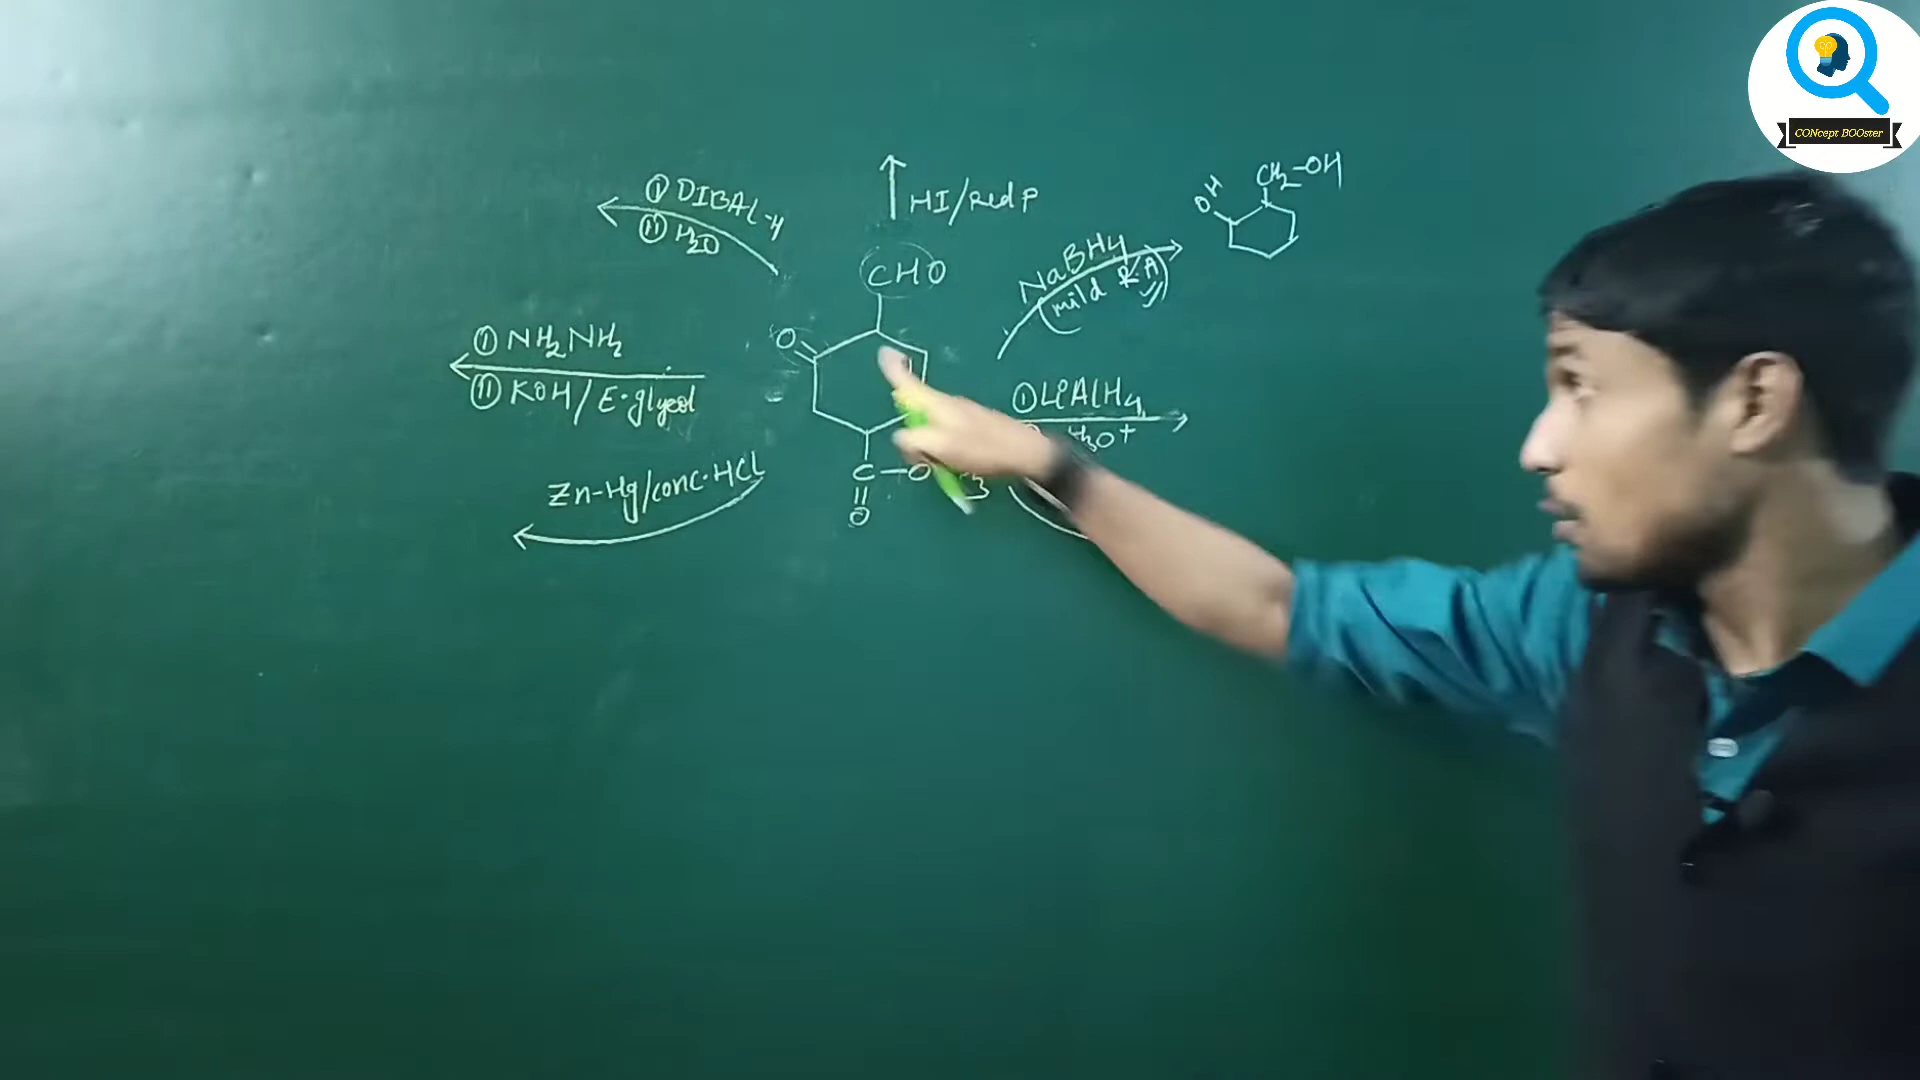 CONcept BOOster
HI/Red P
① DIBAL-H
② H2O
CH2-OH
OH
NaBH4
(mild R.A)
CHO
O
① NH2NH2
② KOH/E.glycol
① LiAlH4
H3O+
Zn-Hg/conc.HCl
C-O
3
O